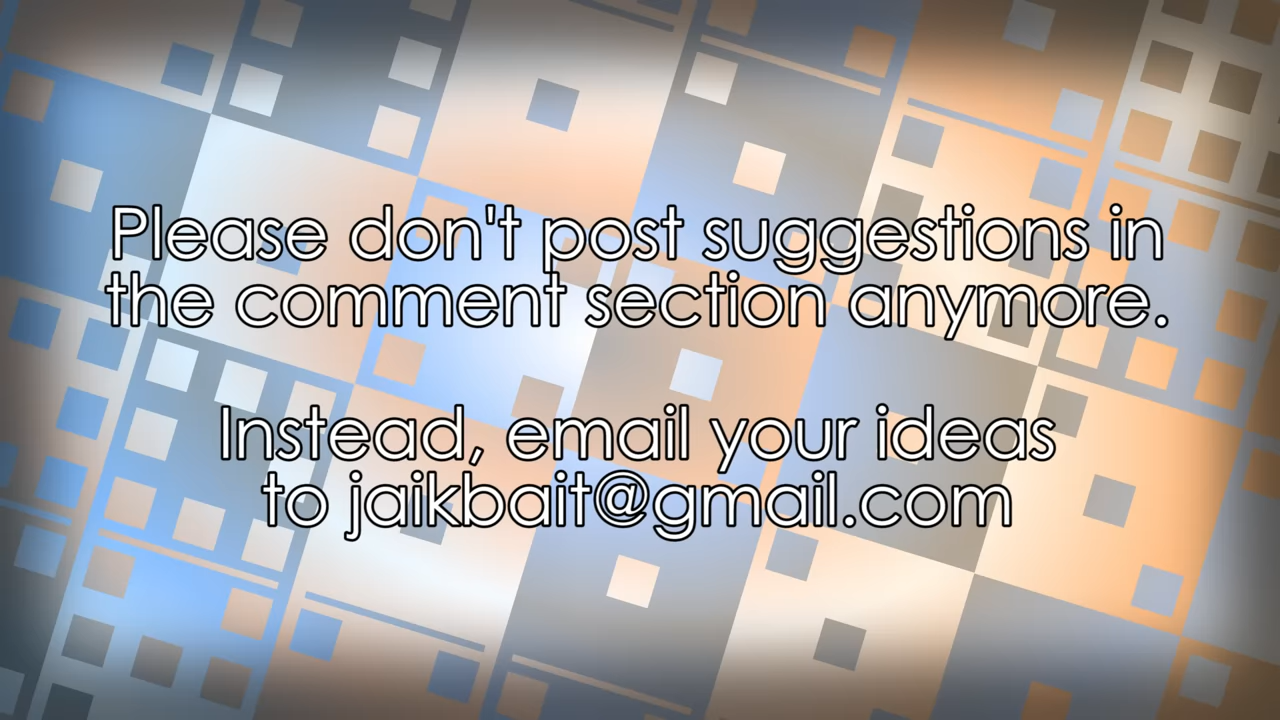 Please don't post suggestions in
the comment section anymore.
Instead, email your ideas
to jaikbait@gmail.com